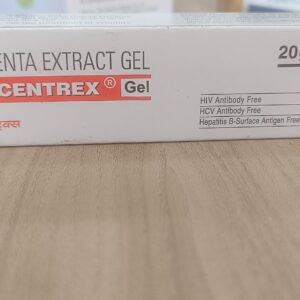 ENTA EXTRACT GEL
CENTREX® Gel
20
HIV Antibody Free
HCV Antibody Free
Hepatitis B-Surface Antigen Free